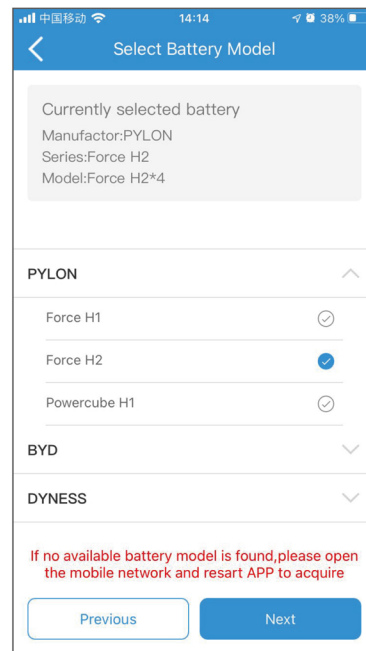 中国移动 14:14 38%
Select Battery Model
Currently selected battery
Manufactor:PYLON
Series:Force H2
Model:Force H2*4
PYLON
Force H1
Force H2
Powercube H1
BYD
DYNESS
If no available battery model is found,please open
the mobile network and resart APP to acquire
Previous Next